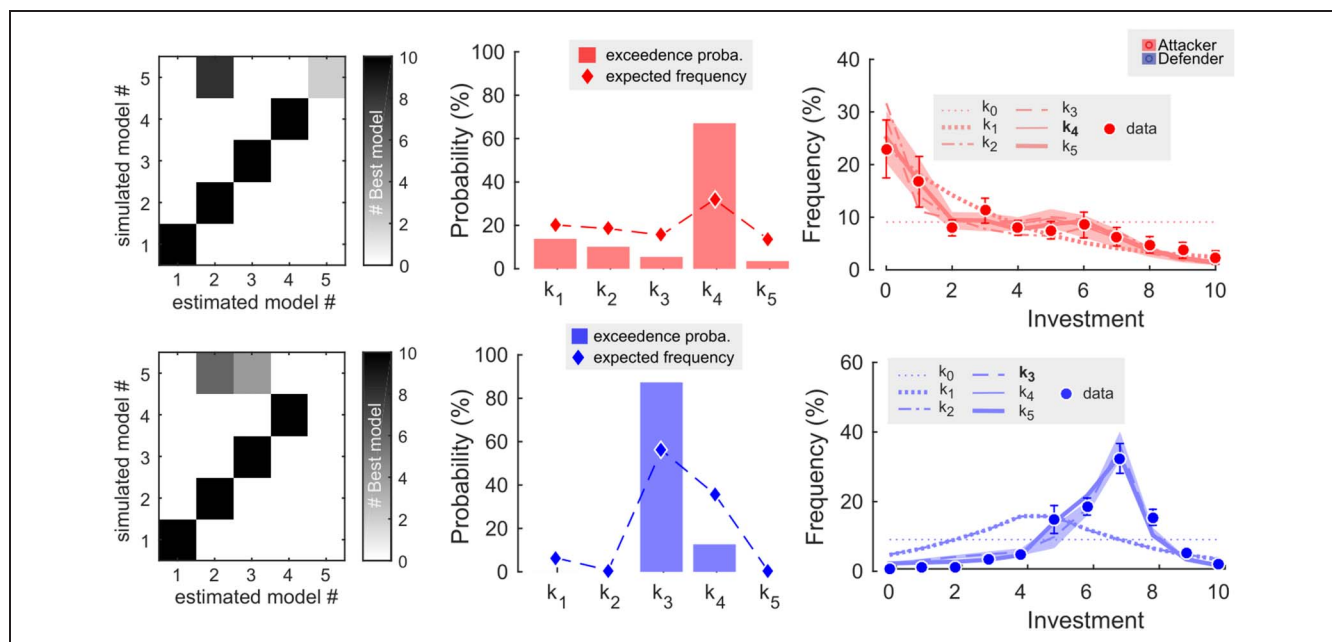 simulated model #
5
4
3
2
1
1 2 3 4 5
estimated model #
10
8
6
4
2
0
# Best model
Probability (%)
100
80
60
40
20
0
exceedence proba.
expected frequency
k1 k2 k3 k4 k5
Frequency (%)
40
30
20
10
0
Attacker
Defender
k0 k3
k1 k4 data
k2 k5
0 2 4 6 8 10
Investment
simulated model #
5
4
3
2
1
1 2 3 4 5
estimated model #
10
8
6
4
2
0
# Best model
Probability (%)
100
80
60
40
20
0
exceedence proba.
expected frequency
k1 k2 k3 k4 k5
Frequency (%)
60
40
20
0
k0 k3
k1 k4 data
k2 k5
0 2 4 6 8 10
Investment